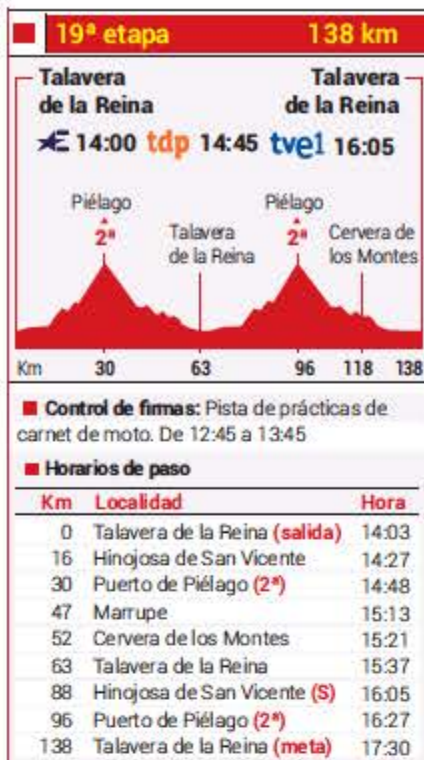 19ª etapa 138 km
Talavera de la Reina Talavera de la Reina
14:00 tdp 14:45 tve1 16:05
Piélago Piélago
2ª Talavera de la Reina 2ª Cervera de los Montes
Km 30 63 96 118 138
Control de firmas: Pista de prácticas de
carnet de moto. De 12:45 a 13:45
Horarios de paso
Km Localidad Hora
0 Talavera de la Reina (salida) 14:03
16 Hinojosa de San Vicente 14:27
30 Puerto de Piélago (2ª) 14:48
47 Marrupe 15:13
52 Cervera de los Montes 15:21
63 Talavera de la Reina 15:37
88 Hinojosa de San Vicente (S) 16:05
96 Puerto de Piélago (2ª) 16:27
138 Talavera de la Reina (meta) 17:30